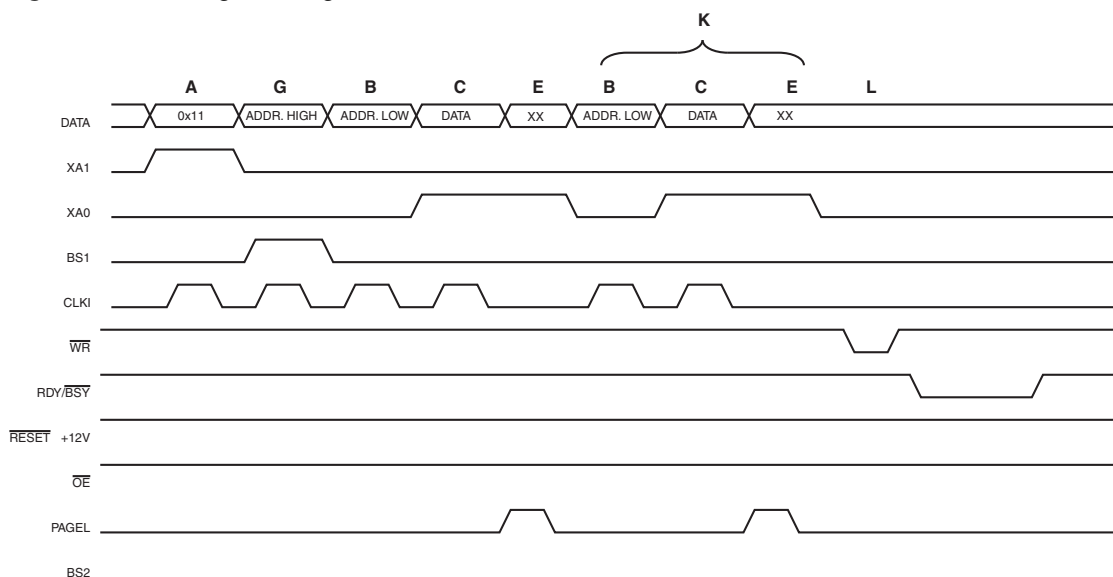 K
A G B C E B C E L
DATA 0x11 ADDR. HIGH ADDR. LOW DATA XX ADDR. LOW DATA XX
XA1
XA0
BS1
CLKI
WR
RDY/BSY
RESET +12V
OE
PAGEL
BS2